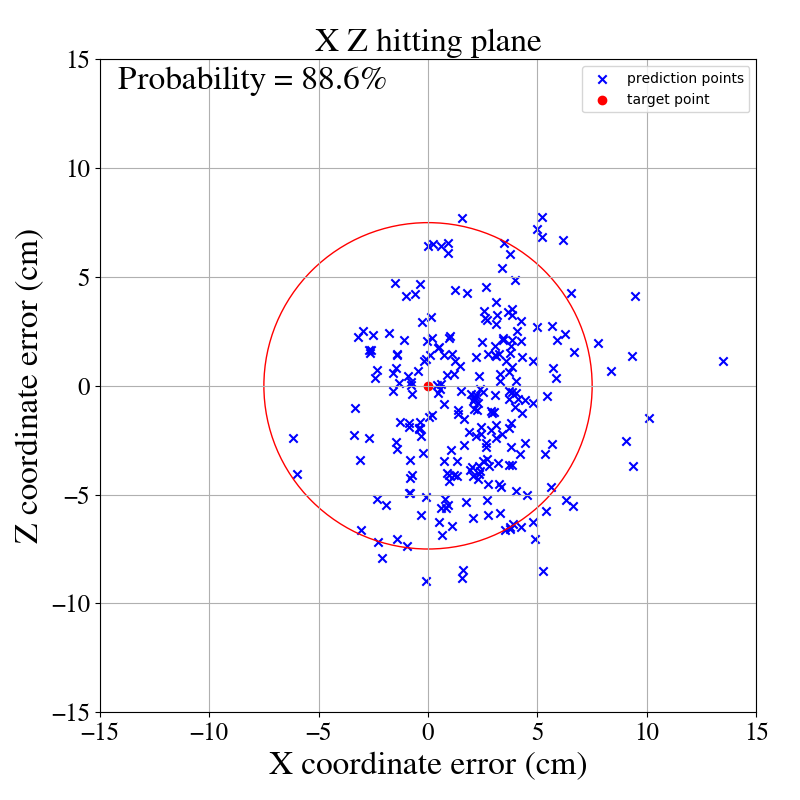 X Z hitting plane
Probability = 88.6%
prediction points
target point
15
10
5
0
−5
−10
−15
Z coordinate error (cm)
−15 −10 −5 0 5 10 15
X coordinate error (cm)